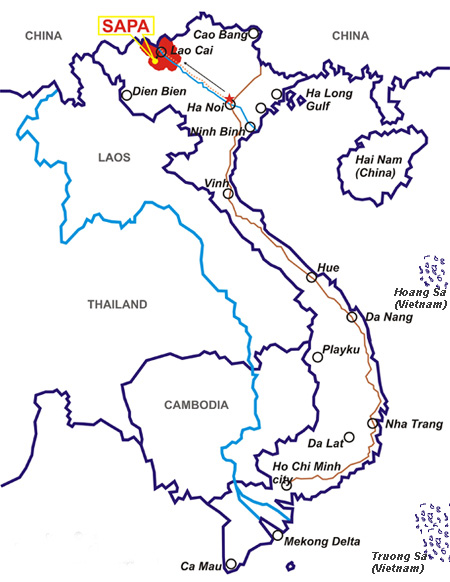 CHINA
SAPA
Cao Bang
CHINA
Lao Cai
Dien Bien
Ha Noi
Ha Long
Gulf
Ninh Binh
LAOS
Hai Nam
(China)
Vinh
Hue
Hoang Sa
(Vietnam)
THAILAND
Da Nang
Playku
CAMBODIA
Nha Trang
Da Lat
Ho Chi Minh
city
Mekong Delta
Ca Mau
Truong Sa
(Vietnam)